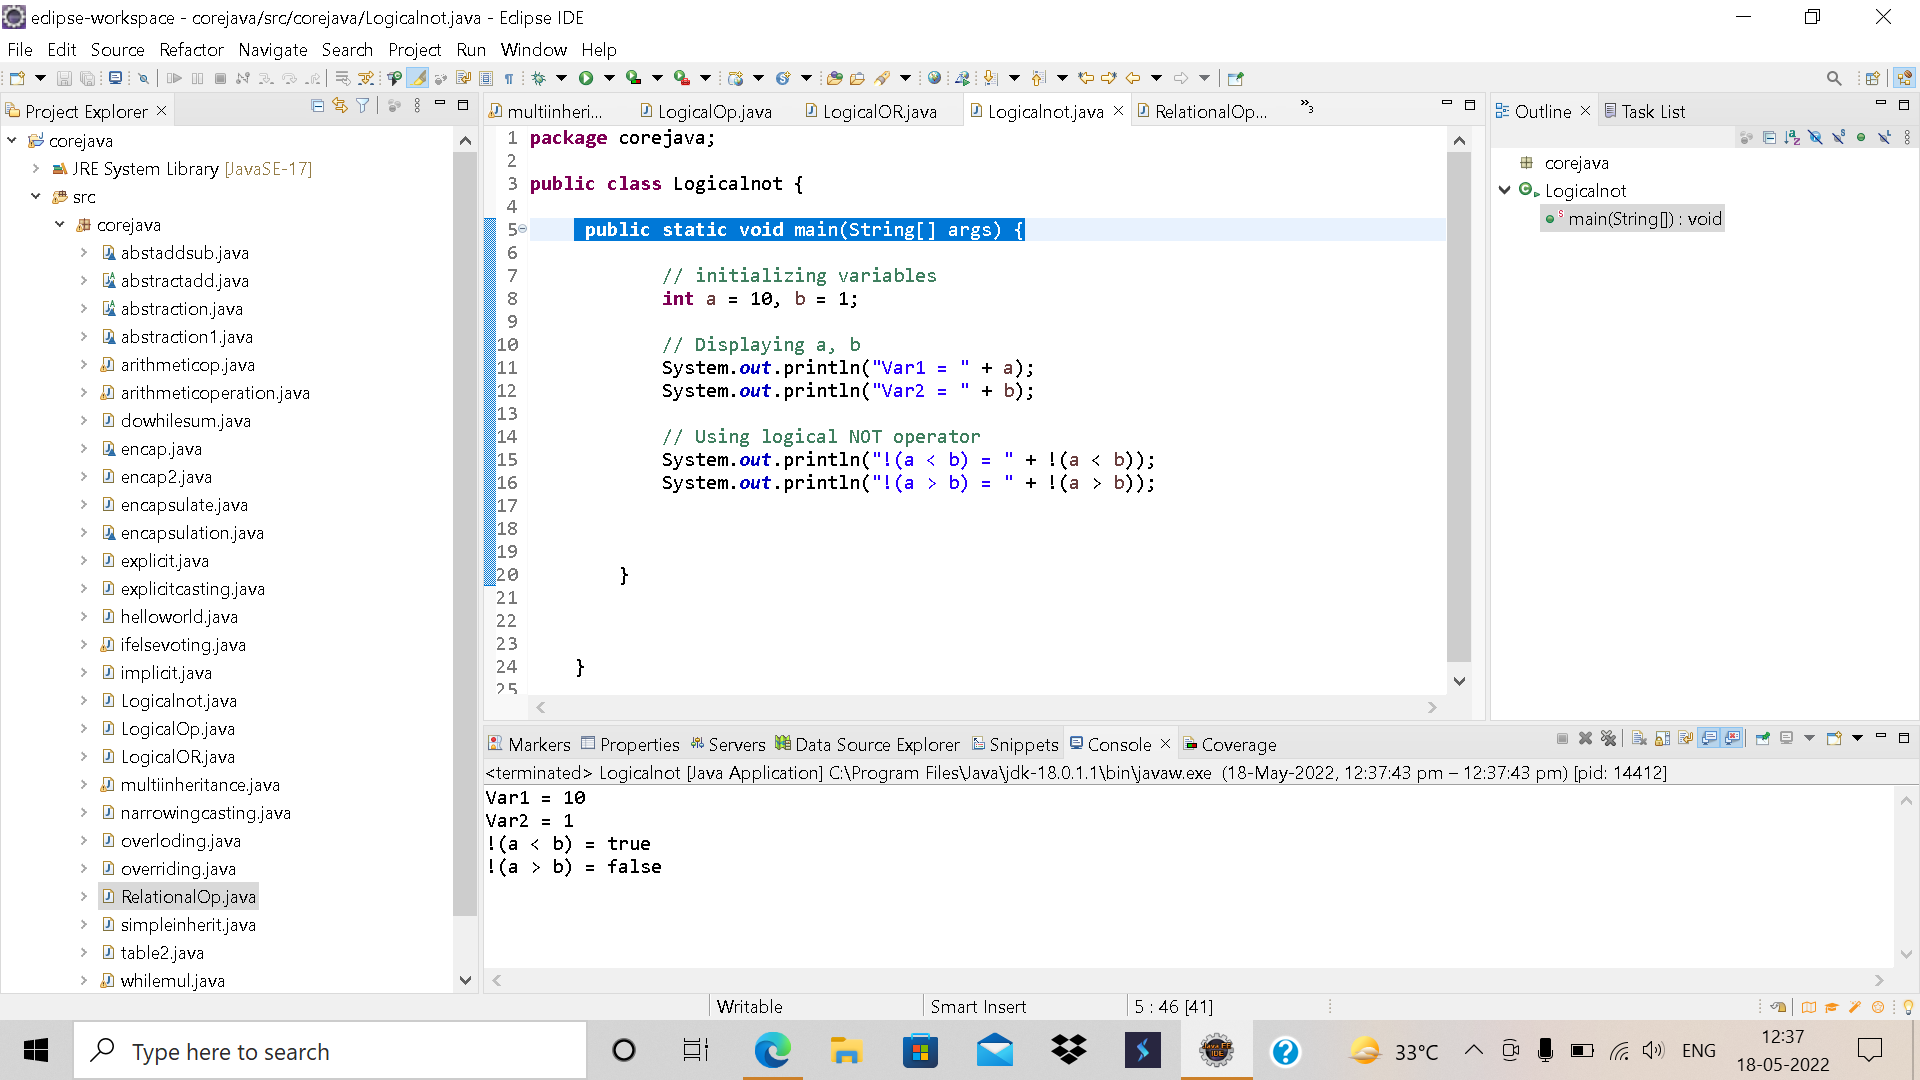 eclipse-workspace - corejava/src/corejava/Logicalnot.java - Eclipse IDE
File Edit Source Refactor Navigate Search Project Run Window Help
Project Explorer
corejava
JRE System Library [JavaSE-17]
src
corejava
abstaddsub.java
abstractadd.java
abstraction.java
abstraction1.java
arithmeticop.java
arithmeticoperation.java
dowhilesum.java
encap.java
encap2.java
encapsulate.java
encapsulation.java
explicit.java
explicitcasting.java
helloworld.java
ifelsevoting.java
implicit.java
Logicalnot.java
LogicalOp.java
LogicalOR.java
multiinheritance.java
narrowingcasting.java
overloding.java
overriding.java
RelationalOp.java
simpleinherit.java
table2.java
whilemul.java
multiinheri... LogicalOp.java LogicalOR.java Logicalnot.java RelationalOp... »3
1 package corejava;
2
3 public class Logicalnot {
4
5 public static void main(String[] args) {
6
7 // initializing variables
8 int a = 10, b = 1;
9
10 // Displaying a, b
11 System.out.println("Var1 = " + a);
12 System.out.println("Var2 = " + b);
13
14 // Using logical NOT operator
15 System.out.println("!(a < b) = " + !(a < b));
16 System.out.println("!(a > b) = " + !(a > b));
17
18
19
20 }
21
22
23
24 }
25
Outline Task List
corejava
Logicalnot
main(String[]) : void
Markers Properties Servers Data Source Explorer Snippets Console Coverage
<terminated> Logicalnot [Java Application] C:\Program Files\Java\jdk-18.0.1.1\bin\javaw.exe (18-May-2022, 12:37:43 pm – 12:37:43 pm) [pid: 14412]
Var1 = 10
Var2 = 1
!(a < b) = true
!(a > b) = false
Writable Smart Insert 5 : 46 [41]
Type here to search
33°C ENG
12:37
18-05-2022